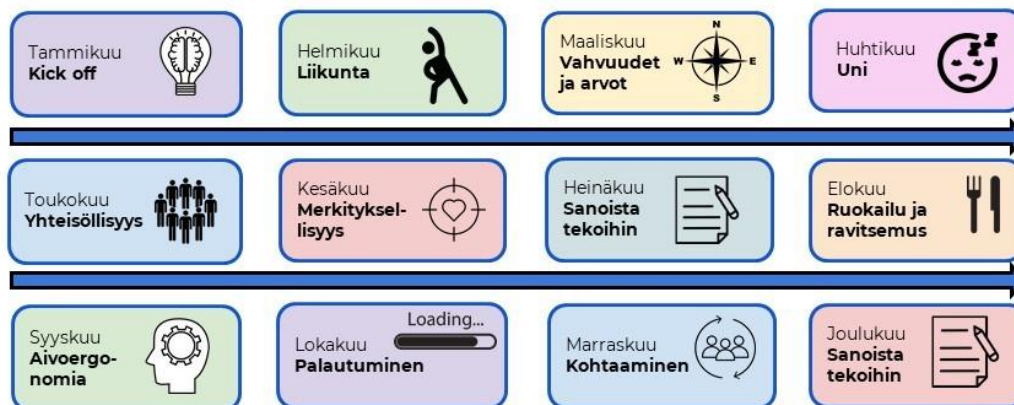 Tammikuu
Kick off
Helmikuu
Liikunta
Maaliskuu
Vahvuudet
ja arvot
N
W
E
S
Huhtikuu
Uni
z z
z
Toukokuu
Yhteisöllisyys
Kesäkuu
Merkityksel-
lisyys
Heinäkuu
Sanoista
tekoihin
Elokuu
Ruokailu ja
ravitsemus
Syyskuu
Aivoergo-
nomia
Loading...
Lokakuu
Palautuminen
Marraskuu
Kohtaaminen
Joulukuu
Sanoista
tekoihin